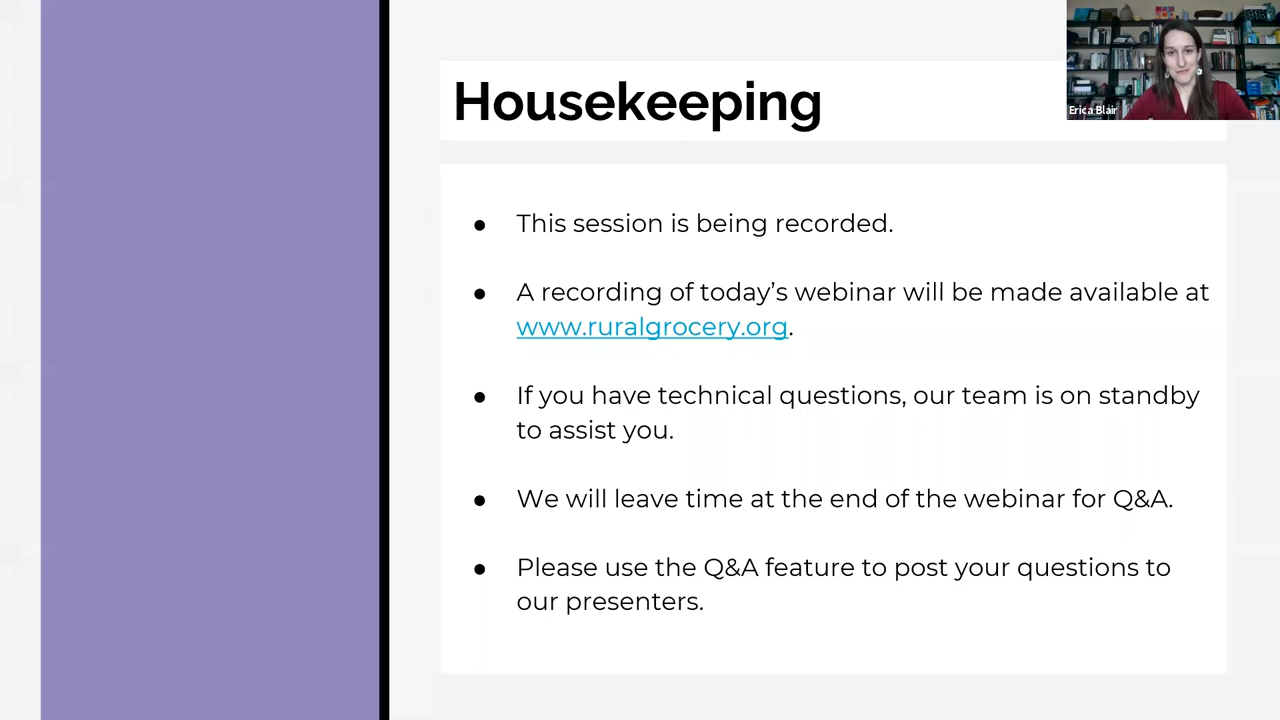 Housekeeping
Erica Blair
● This session is being recorded.
● A recording of today’s webinar will be made available at
www.ruralgrocery.org.
● If you have technical questions, our team is on standby
to assist you.
● We will leave time at the end of the webinar for Q&A.
● Please use the Q&A feature to post your questions to
our presenters.